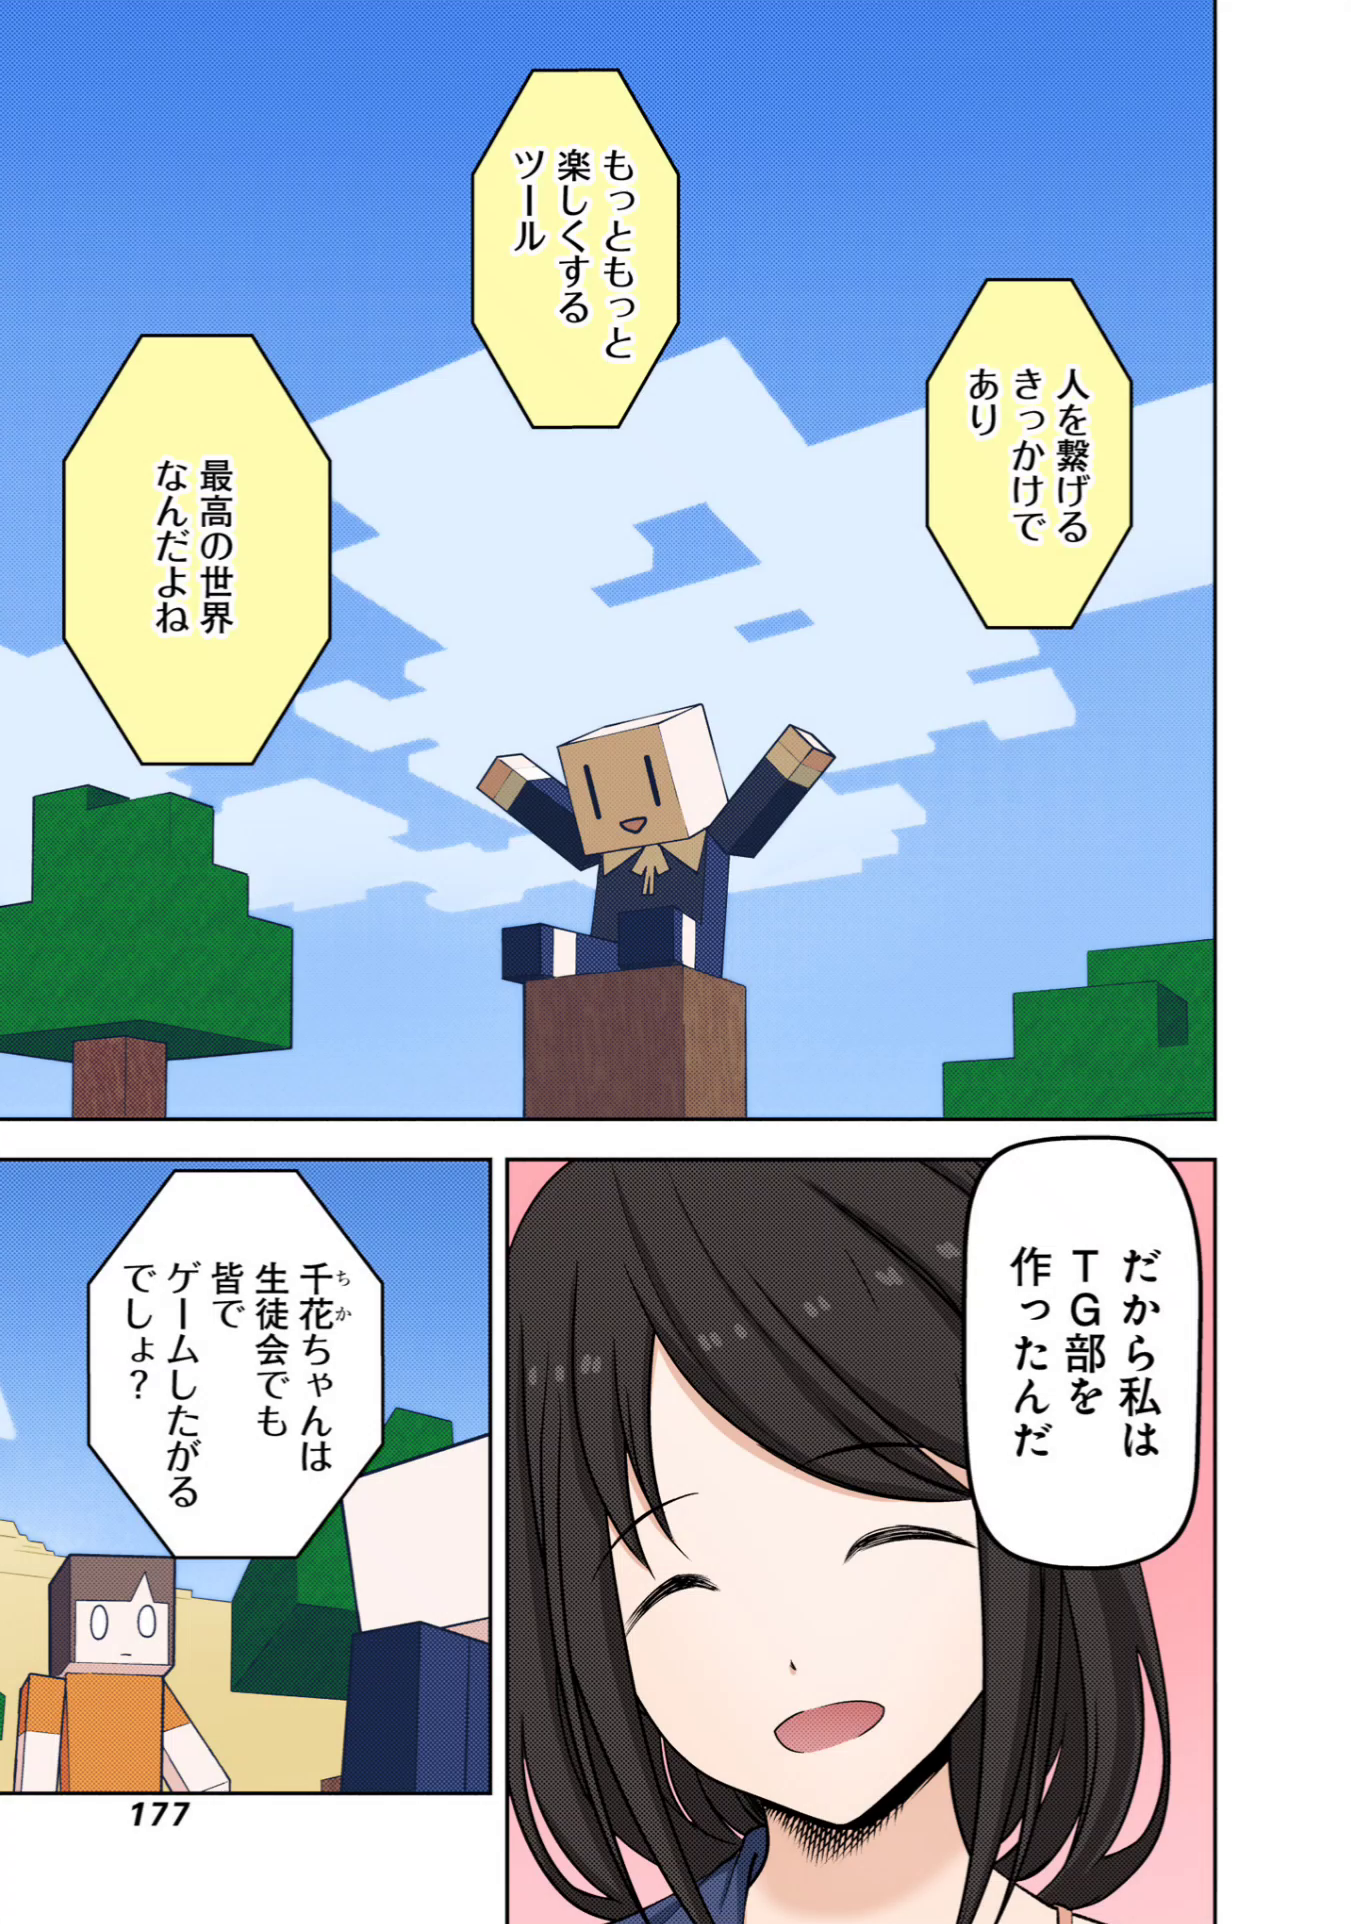 人を繋げる
きっかけで
あり
もっともっと
楽しくする
ツール
最高の世界
なんだよね
だから私は
TG部を
作ったんだ
千花ちゃんは
ちか
生徒会でも
皆で
ゲームしたがる
でしょ？
177